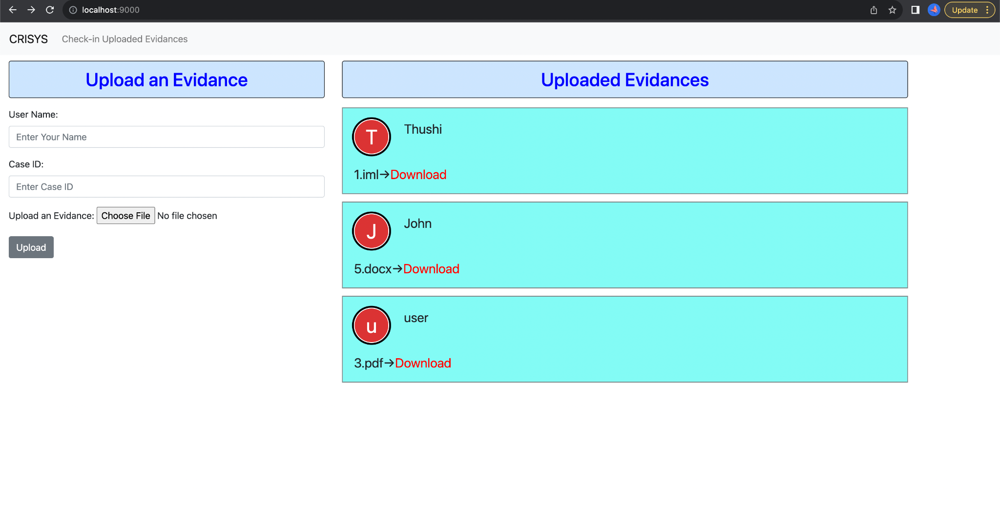 localhost:9000
Update
CRISYS Check-in Uploaded Evidances
Upload an Evidance
User Name:
Enter Your Name
Case ID:
Enter Case ID
Upload an Evidance: Choose File No file chosen
Upload
Uploaded Evidances
T Thushi
1.iml→Download
J John
5.docx→Download
u user
3.pdf→Download